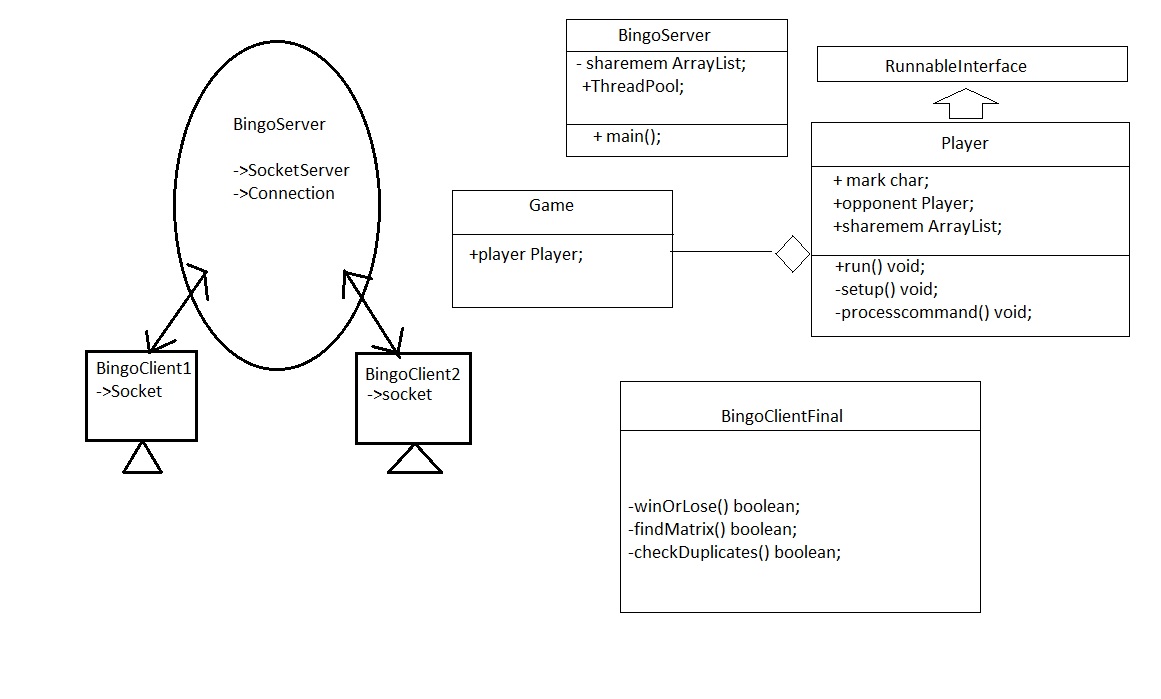 BingoServer
->SocketServer
->Connection
BingoClient1
->Socket
BingoClient2
->socket
BingoServer
- sharemem ArrayList;
+ThreadPool;
+ main();
RunnableInterface
Player
+ mark char;
+opponent Player;
+sharemem ArrayList;
+run() void;
-setup() void;
-processcommand() void;
Game
+player Player;
BingoClientFinal
-winOrLose() boolean;
-findMatrix() boolean;
-checkDuplicates() boolean;